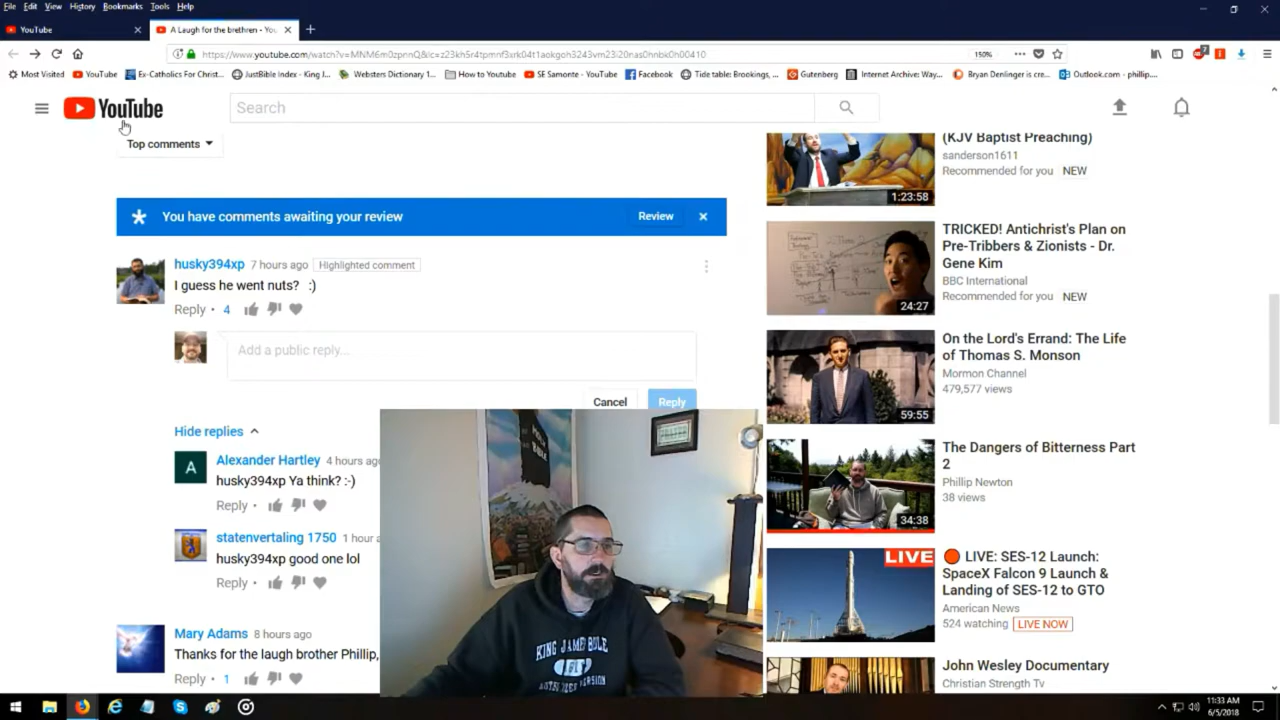 File Edit View History Bookmarks Tools Help
YouTube
A Laugh for the brethren - You
150%
Most Visited YouTube Ex-Catholics For Christ... JustBible Index - King J... Websters Dictionary 1... How to Youtube SE Samonte - YouTube Facebook Tide table: Brookings, ... Gutenberg Internet Archive: Way... Bryan Denlinger is cre... Outlook.com - phillip....
YouTube
Search
Top comments
You have comments awaiting your review
Review
husky394xp 7 hours ago Highlighted comment
I guess he went nuts? :)
Reply · 4
Add a public reply...
Cancel Reply
Hide replies
A
Alexander Hartley 4 hours ago
husky394xp Ya think? :-)
Reply ·
statenvertaling 1750 1 hour a
husky394xp good one lol
Reply ·
Mary Adams 8 hours ago
Thanks for the laugh brother Phillip,
Reply · 1
KING JAMES BIBLE
VERSION
(KJV Baptist Preaching)
sanderson1611
Recommended for you NEW
1:23:58
TRICKED! Antichrist's Plan on
Pre-Tribbers & Zionists - Dr.
Gene Kim
BBC International
Recommended for you NEW
24:27
On the Lord's Errand: The Life
of Thomas S. Monson
Mormon Channel
479,577 views
59:55
The Dangers of Bitterness Part
2
Phillip Newton
38 views
34:38
LIVE
LIVE: SES-12 Launch:
SpaceX Falcon 9 Launch &
Landing of SES-12 to GTO
American News
524 watching LIVE NOW
John Wesley Documentary
Christian Strength Tv
11:33 AM
6/5/2018